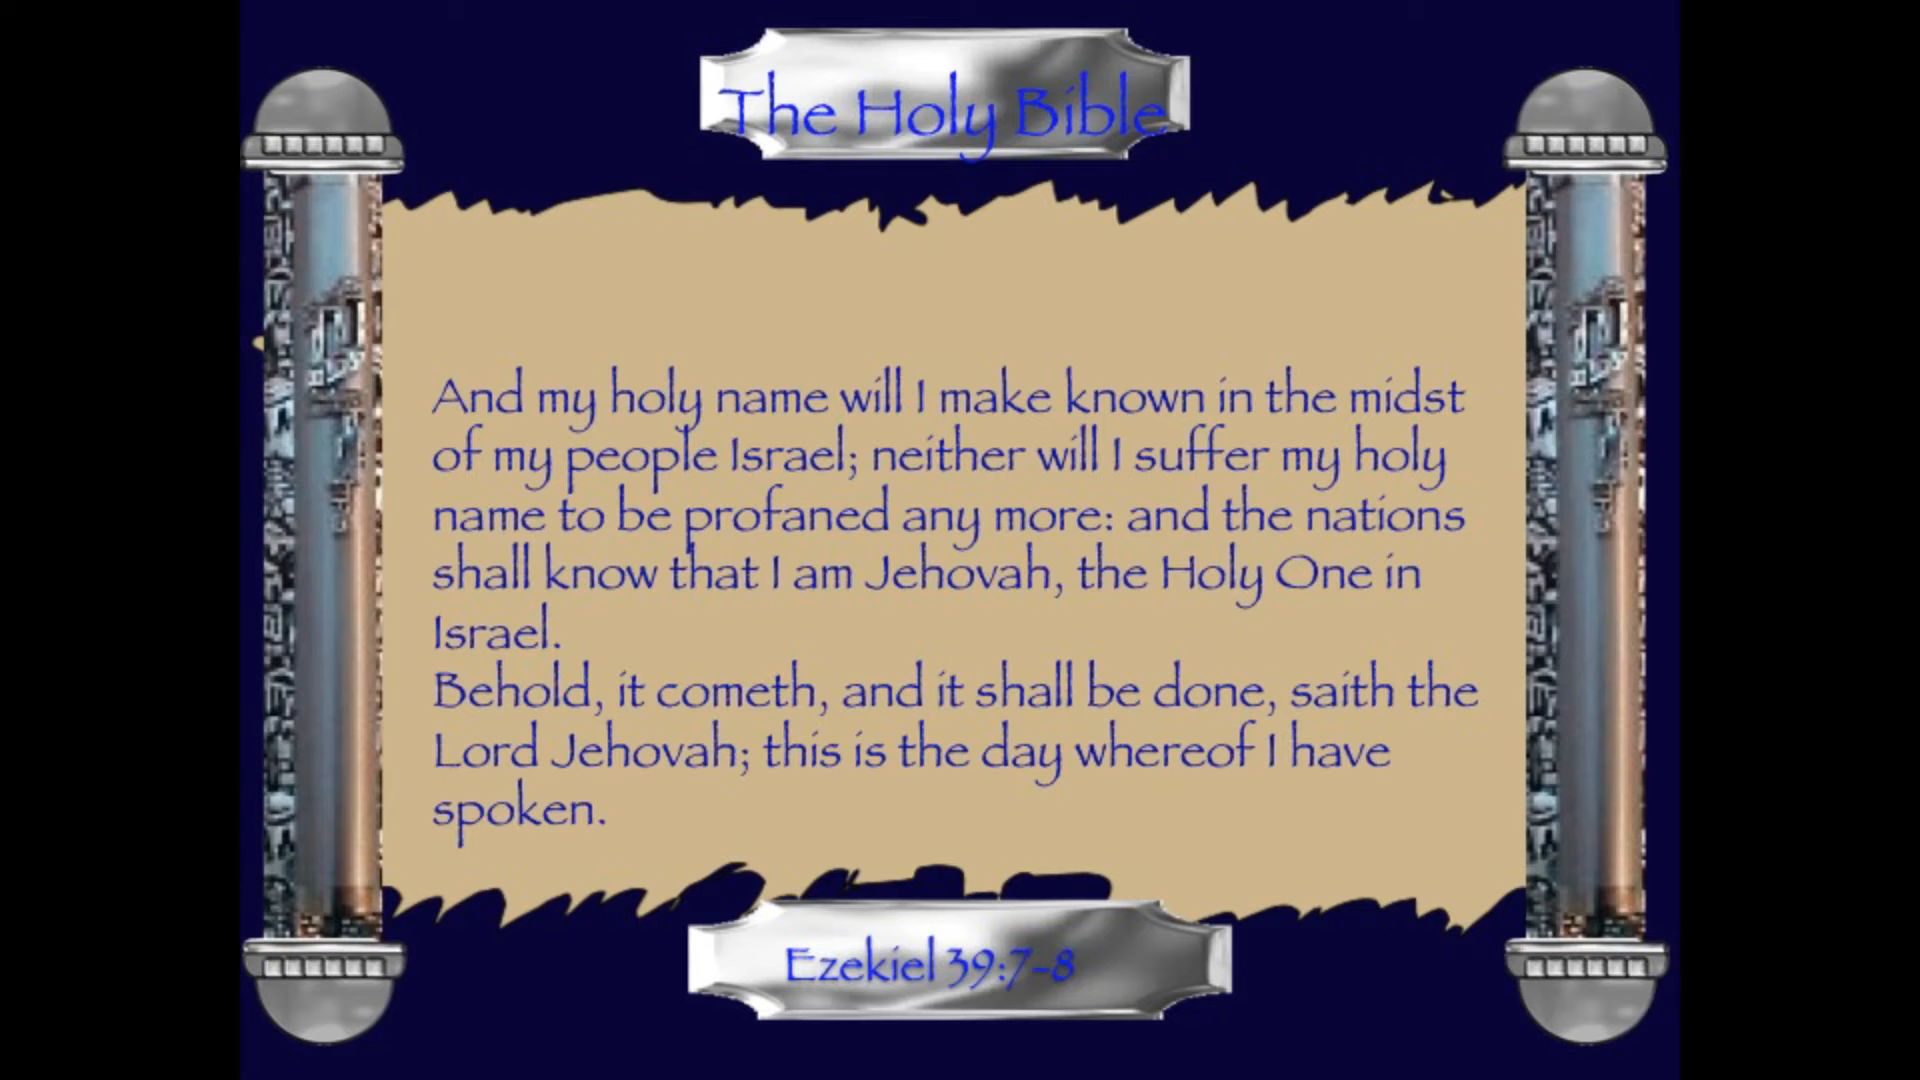 The Holy Bible
And my holy name will I make known in the midst
of my people Israel; neither will I suffer my holy
name to be profaned any more: and the nations
shall know that I am Jehovah, the Holy One in
Israel.
Behold, it cometh, and it shall be done, saith the
Lord Jehovah; this is the day whereof I have
spoken.
Ezekiel 39:7-8